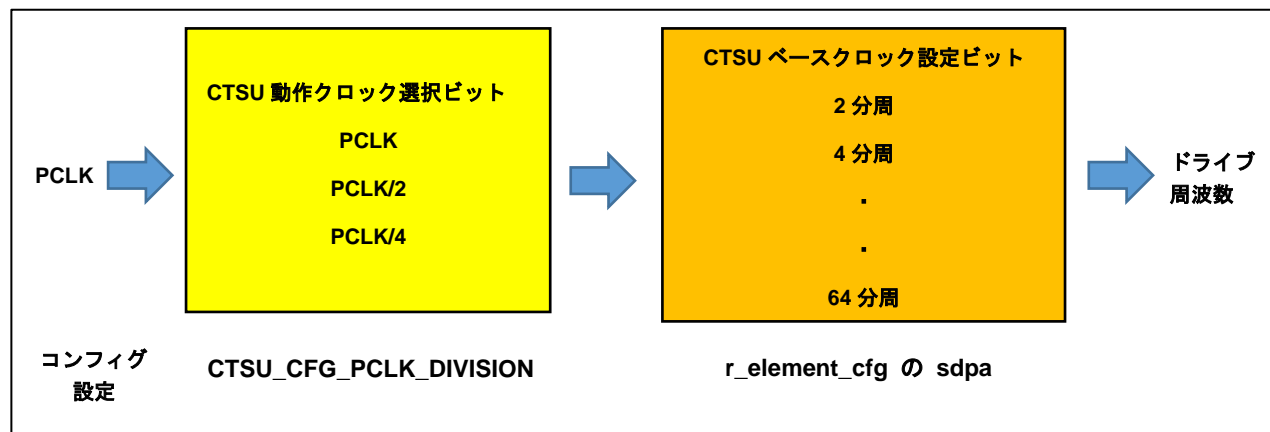 PCLK
CTSU 動作クロック選択ビット
PCLK
PCLK/2
PCLK/4
CTSU ベースクロック設定ビット
2 分周
4 分周
.
.
64 分周
ドライブ
周波数
コンフィグ
設定
CTSU_CFG_PCLK_DIVISION
r_element_cfg の sdpa